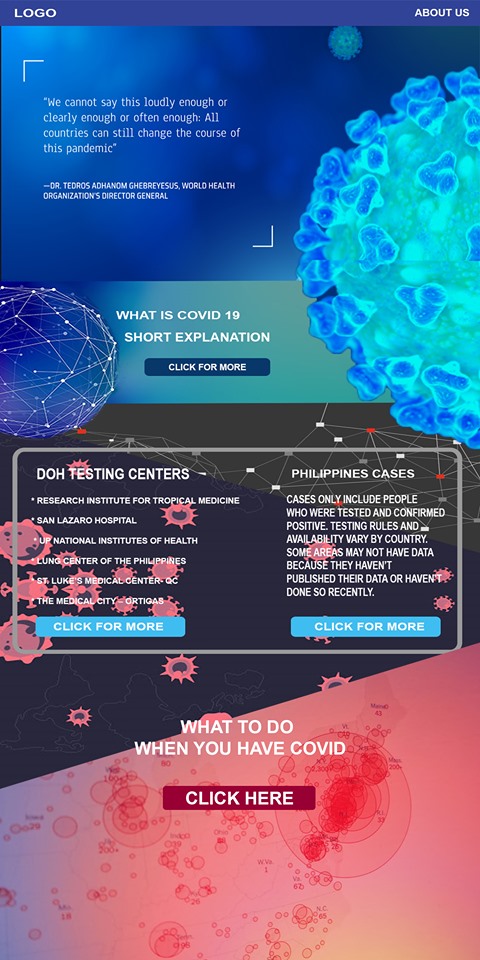 LOGO
ABOUT US
“We cannot say this loudly enough or
clearly enough or often enough: All
countries can still change the course of
this pandemic”
—DR. TEDROS ADHANOM GHEBREYESUS, WORLD HEALTH
ORGANIZATION'S DIRECTOR GENERAL
WHAT IS COVID 19
SHORT EXPLANATION
CLICK FOR MORE
DOH TESTING CENTERS
* RESEARCH INSTITUTE FOR TROPICAL MEDICINE
* SAN LAZARO HOSPITAL
* UP NATIONAL INSTITUTES OF HEALTH
* LUNG CENTER OF THE PHILIPPINES
* ST. LUKE'S MEDICAL CENTER- QC
* THE MEDICAL CITY – ORTIGAS
CLICK FOR MORE
PHILIPPINES CASES
CASES ONLY INCLUDE PEOPLE
WHO WERE TESTED AND CONFIRMED
POSITIVE. TESTING RULES AND
AVAILABILITY VARY BY COUNTRY.
SOME AREAS MAY NOT HAVE DATA
BECAUSE THEY HAVEN'T
PUBLISHED THEIR DATA OR HAVEN'T
DONE SO RECENTLY.
CLICK FOR MORE
WHAT TO DO
WHEN YOU HAVE COVID
CLICK HERE
W.Va.
1
Va.
67
N.C.
65